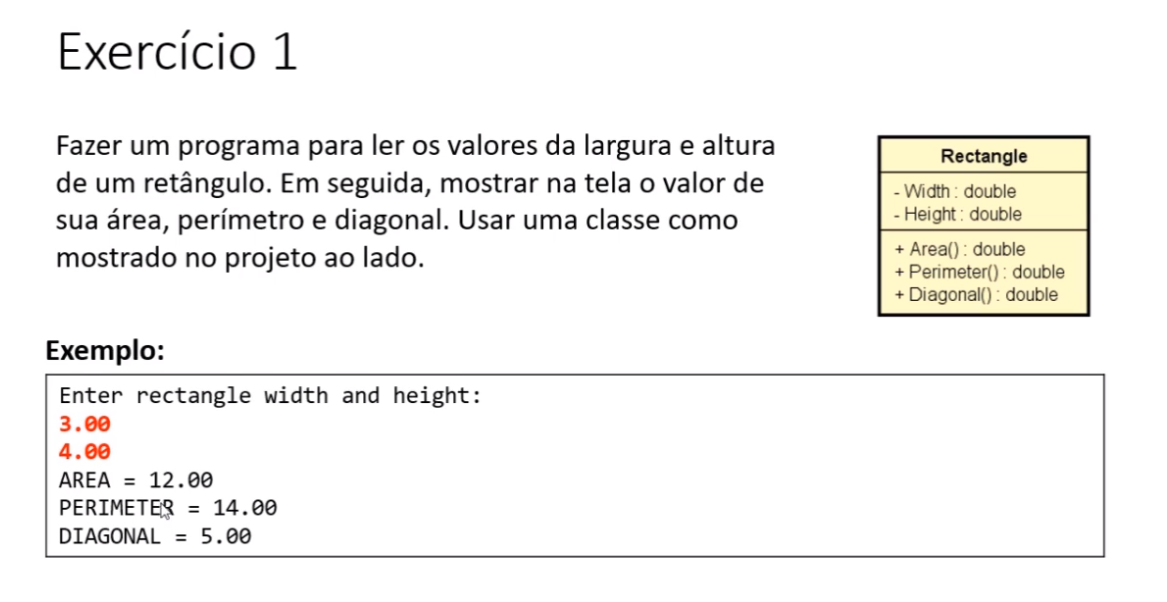 Exercício 1
Fazer um programa para ler os valores da largura e altura
de um retângulo. Em seguida, mostrar na tela o valor de
sua área, perímetro e diagonal. Usar uma classe como
mostrado no projeto ao lado.
Rectangle
- Width : double
- Height : double
+ Area() : double
+ Perimeter() : double
+ Diagonal() : double
Exemplo:
Enter rectangle width and height:
3.00
4.00
AREA = 12.00
PERIMETER = 14.00
DIAGONAL = 5.00